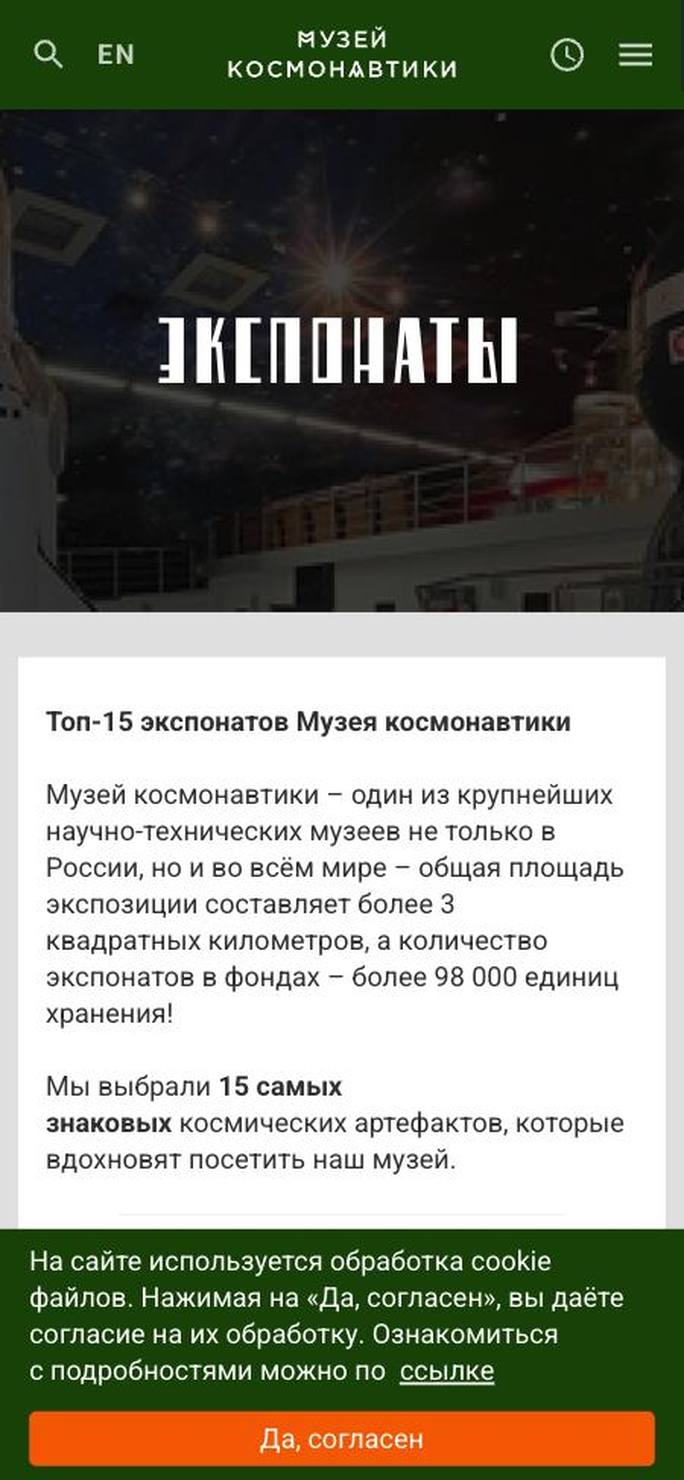 EN
МУЗЕЙ
КОСМОНАВТИКИ
ЭКСПОНАТЫ
Топ-15 экспонатов Музея космонавтики
Музей космонавтики – один из крупнейших
научно-технических музеев не только в
России, но и во всём мире – общая площадь
экспозиции составляет более 3
квадратных километров, а количество
экспонатов в фондах – более 98 000 единиц
хранения!
Мы выбрали 15 самых
знаковых космических артефактов, которые
вдохновят посетить наш музей.
На сайте используется обработка cookie
файлов. Нажимая на «Да, согласен», вы даёте
согласие на их обработку. Ознакомиться
с подробностями можно по ссылке
Да, согласен